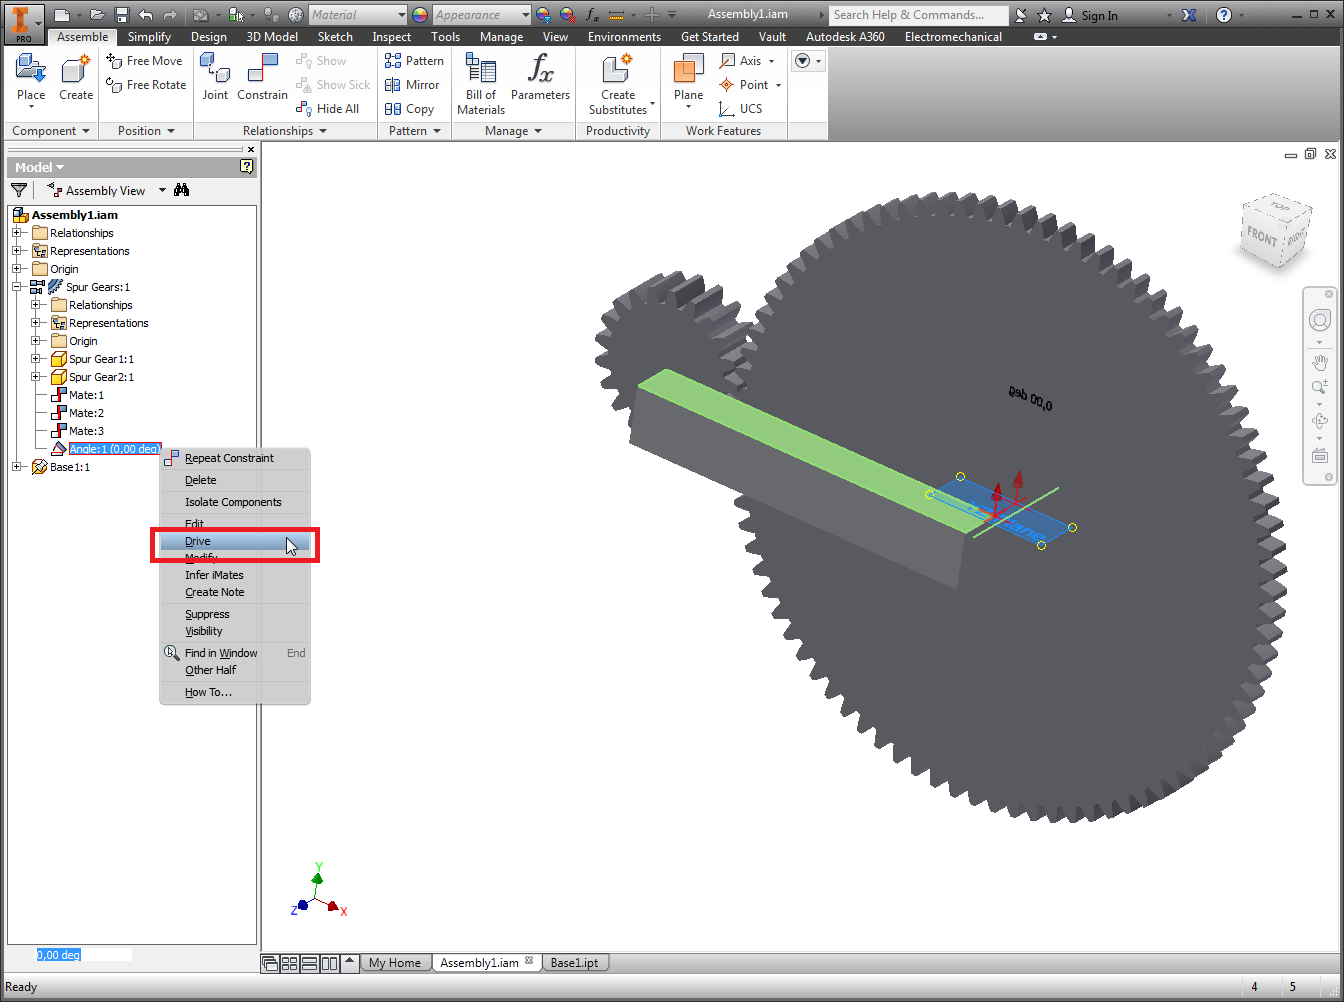 PRO
Material
Appearance
fx
Assembly1.iam
Search Help & Commands...
Sign In
Assemble Simplify Design 3D Model Sketch Inspect Tools Manage View Environments Get Started Vault Autodesk A360 Electromechanical
Place
Create
Free Move
Free Rotate
Joint
Constrain
Show
Show Sick
Hide All
Pattern
Mirror
Copy
Bill of
Materials
fx
Parameters
Create
Substitutes
Plane
Axis
Point
UCS
Component
Position
Relationships
Pattern
Manage
Productivity
Work Features
Model
Assembly View
Assembly1.iam
Relationships
Representations
Origin
Spur Gears:1
Relationships
Representations
Origin
Spur Gear1:1
Spur Gear2:1
Mate:1
Mate:2
Mate:3
Angle:1 (0,00 deg)
Base1:1
Repeat Constraint
Delete
Isolate Components
Edit
Drive
Modify
Infer iMates
Create Note
Suppress
Visibility
Find in Window End
Other Half
How To...
TOP
FRONT
RIGHT
0,00 deg
Y
Z
X
0,00 deg
My Home
Assembly1.iam
Base1.ipt
Ready
4 5